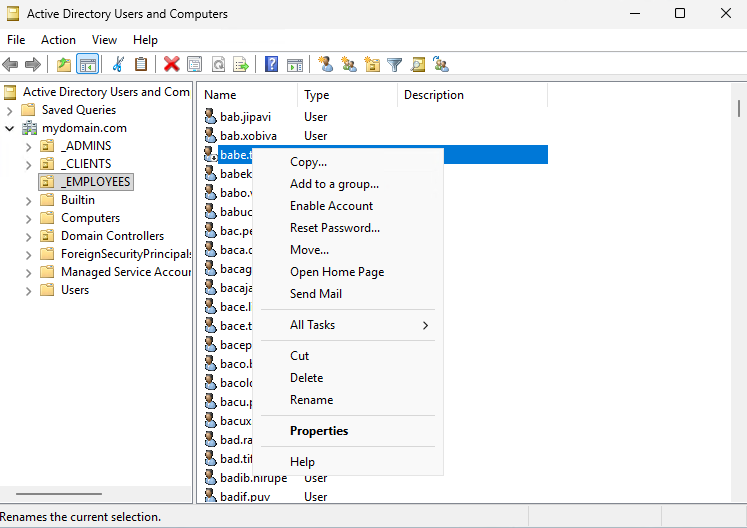 Active Directory Users and Computers
File Action View Help
Active Directory Users and Com
Saved Queries
mydomain.com
_ADMINS
_CLIENTS
_EMPLOYEES
Builtin
Computers
Domain Controllers
ForeignSecurityPrincipals
Managed Service Accour
Users
Name Type Description
bab.jipavi User
bab.xobiva User
babe.t
babek
babo.v
babuc
bac.pe
baca.c
bacag
bacaja
bace.l
bace.t
bacep
baco.b
bacolo
bacu.p
bacux
bad.ra
bad.tif
badib.hirupe User
badif.puv User
Copy...
Add to a group...
Enable Account
Reset Password...
Move...
Open Home Page
Send Mail
All Tasks
Cut
Delete
Rename
Properties
Help
Renames the current selection.